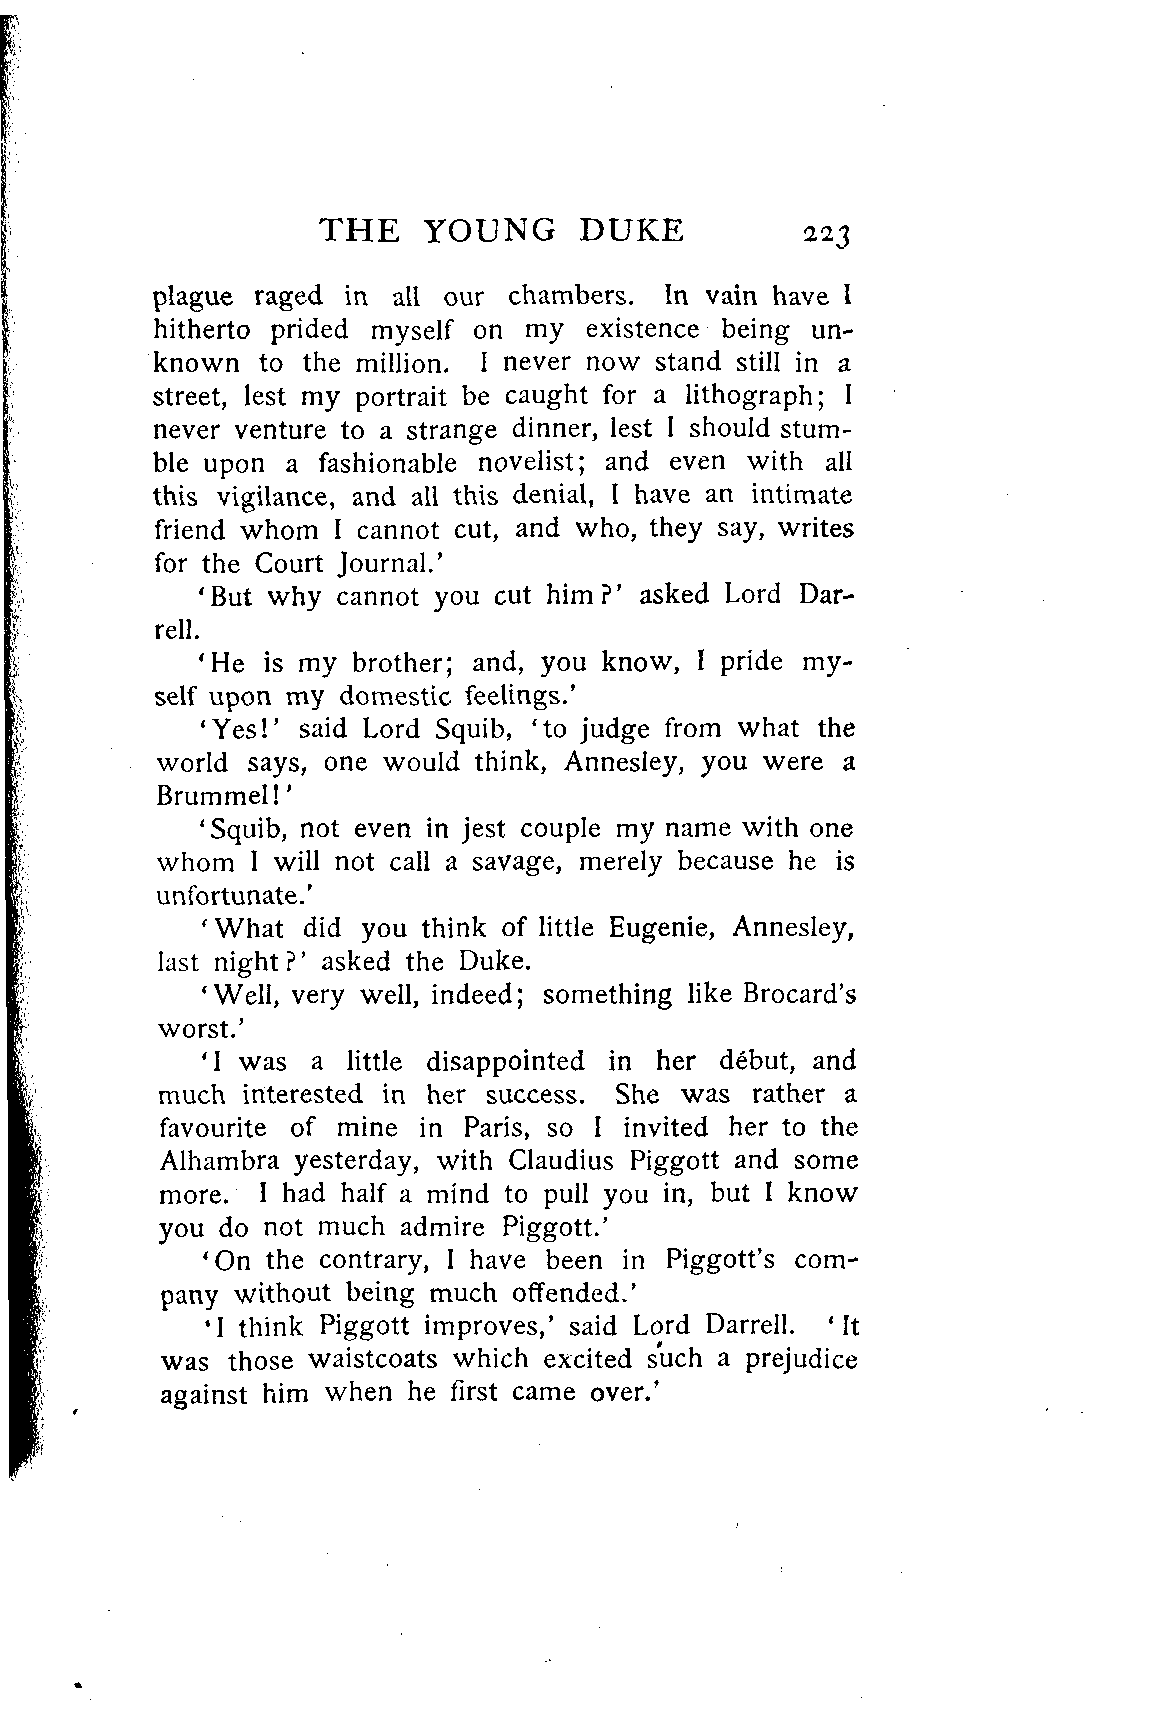 THE YOUNG DUKE 223
plague raged in all our chambers. In vain have I
hitherto prided myself on my existence being un-
known to the million. I never now stand still in a
street, lest my portrait be caught for a lithograph; I
never venture to a strange dinner, lest I should stum-
ble upon a fashionable novelist; and even with all
this vigilance, and all this denial, I have an intimate
friend whom I cannot cut, and who, they say, writes
for the Court Journal.'
'But why cannot you cut him?' asked Lord Dar-
rell.
'He is my brother; and, you know, I pride my-
self upon my domestic feelings.'
'Yes!' said Lord Squib, 'to judge from what the
world says, one would think, Annesley, you were a
Brummel!'
'Squib, not even in jest couple my name with one
whom I will not call a savage, merely because he is
unfortunate.'
'What did you think of little Eugenie, Annesley,
last night?' asked the Duke.
'Well, very well, indeed; something like Brocard's
worst.'
'I was a little disappointed in her début, and
much interested in her success. She was rather a
favourite of mine in Paris, so I invited her to the
Alhambra yesterday, with Claudius Piggott and some
more. I had half a mind to pull you in, but I know
you do not much admire Piggott.'
'On the contrary, I have been in Piggott's com-
pany without being much offended.'
'I think Piggott improves,' said Lord Darrell. 'It
was those waistcoats which excited such a prejudice
against him when he first came over.'